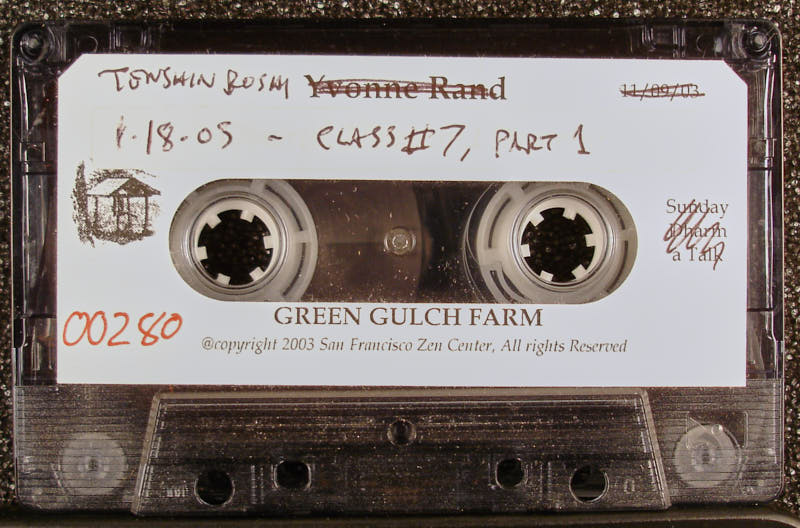 TENSHIN ROSHI Yvonne Rand 11/09/03
1·18·05 - CLASS #7, PART 1
Sunday
Dharm
a Talk
00280
GREEN GULCH FARM
@copyright 2003 San Francisco Zen Center, All rights Reserved